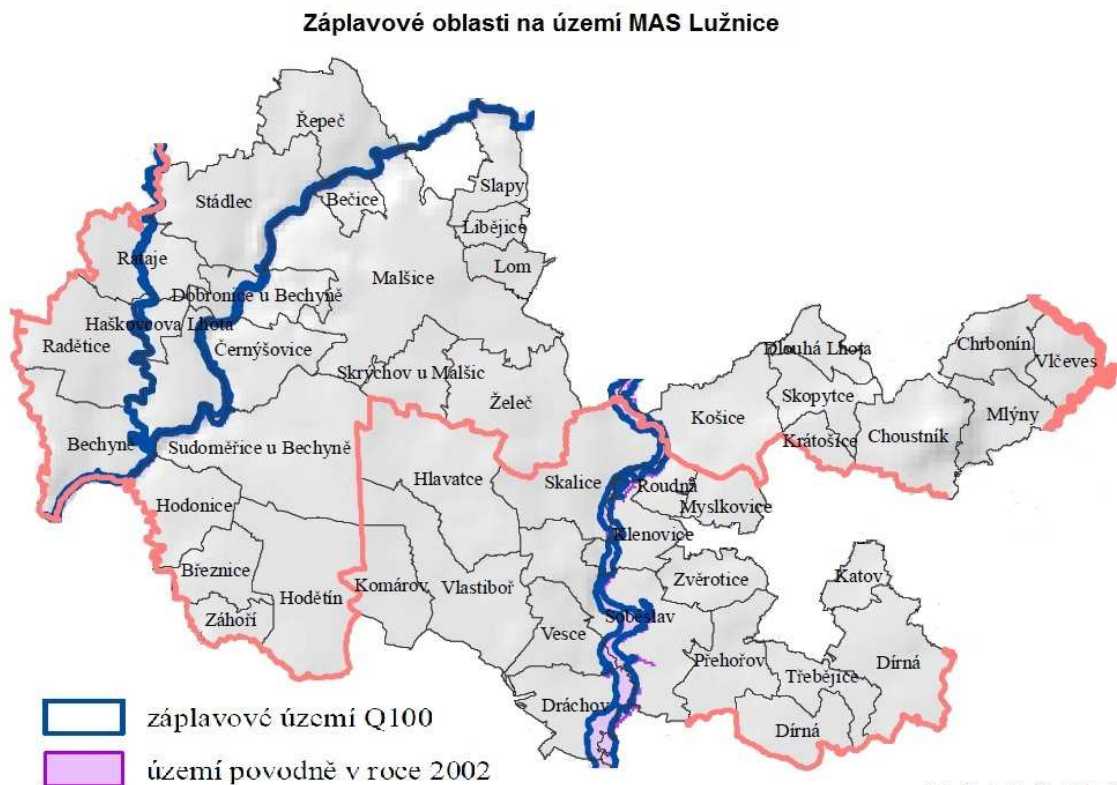 Záplavové oblasti na území MAS Lužnice
Řepeč
Stádlec
Bečice
Slapy
Libějice
Lom
Rataje
Malšice
Dobronice u Bechyně
Haškovcova Lhota
Radětice
Černýšovice
Skrýchov u Malšic
Želeč
Bechyně
Sudoměřice u Bechyně
Chrbonín
Vlčeves
Dlouhá Lhota
Skopytce
Mlýny
Košice
Krátošice
Choustník
Hlavatce
Skalice
Roudná
Myslkovice
Hodonice
Klenovice
Březnice
Hodětín
Komárov
Vlastiboř
Zvěrotice
Katov
Záhoří
Vesce
Soběslav
Přehořov
Třebějice
Dírná
Dráchov
Dírná
záplavové území Q100
území povodně v roce 2002